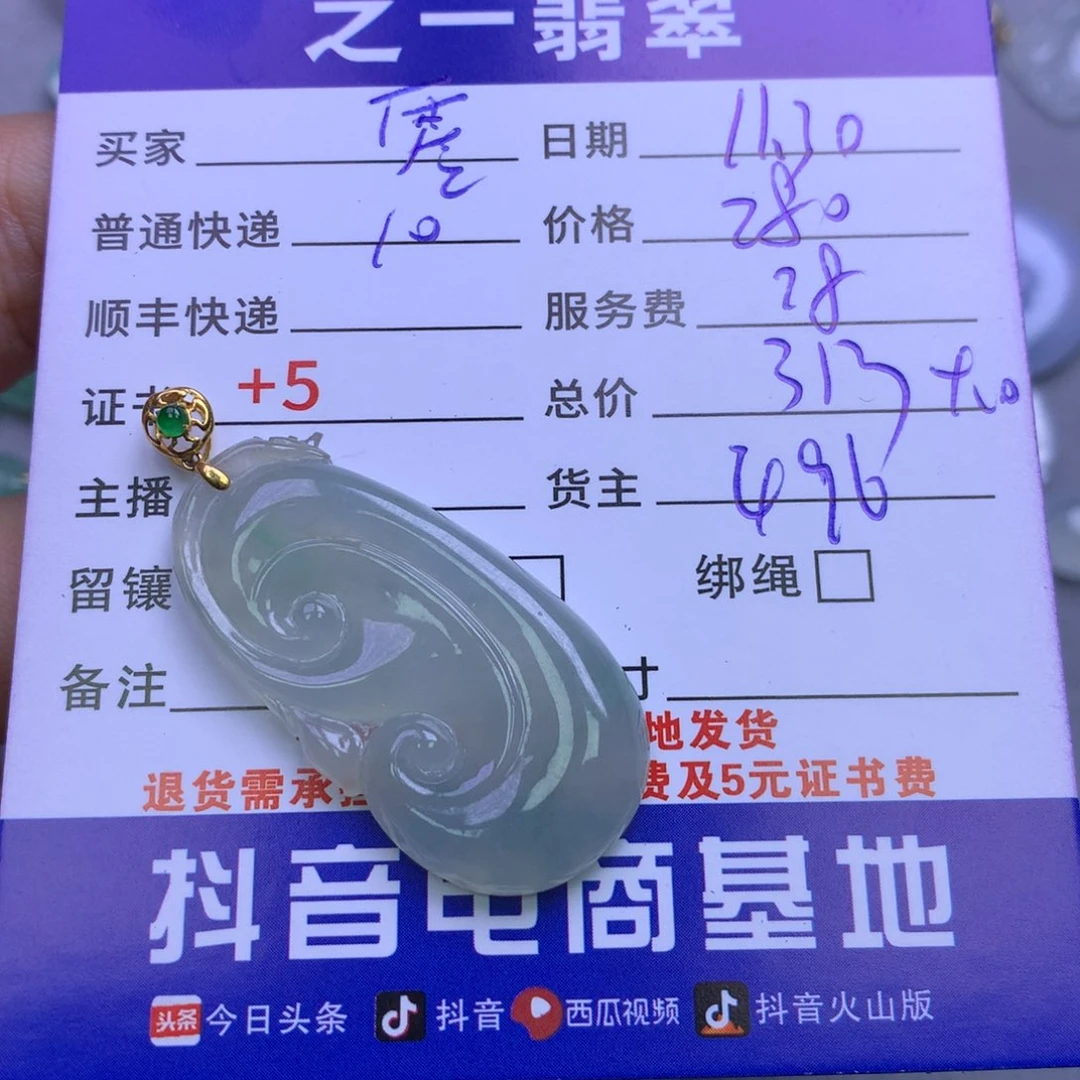 之一翡翠
买家 日期 11.30
普通快递 10 价格 280
顺丰快递 服务费 28
证 +5 总价 313
主播 货主 496
留镶 绑绳
备注 寸
地发货
退货需承 费及5元证书费
抖音电商基地
头条 今日头条 抖音 西瓜视频 抖音火山版